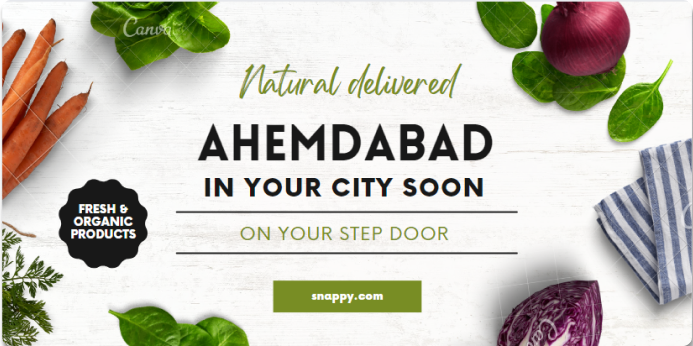 Canva
Natural delivered
AHEMDABAD
IN YOUR CITY SOON
FRESH &
ORGANIC
PRODUCTS
ON YOUR STEP DOOR
snappy.com